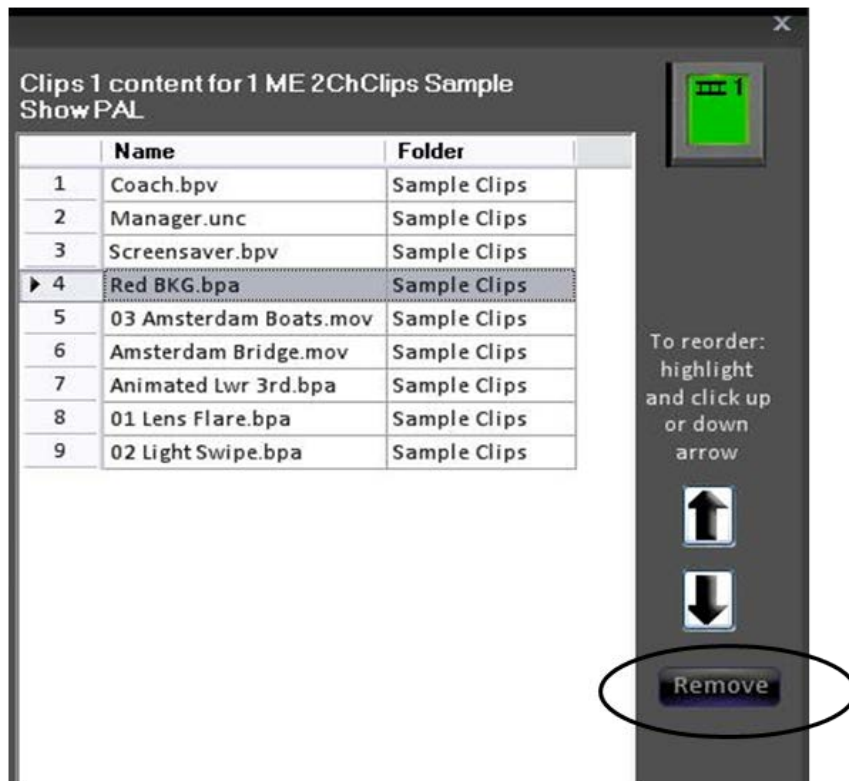 X
Clips 1 content for 1 ME 2ChClips Sample
Show PAL
1
Name Folder
1 Coach.bpv Sample Clips
2 Manager.unc Sample Clips
3 Screensaver.bpv Sample Clips
4 Red BKG.bpa Sample Clips
5 03 Amsterdam Boats.mov Sample Clips
6 Amsterdam Bridge.mov Sample Clips
7 Animated Lwr 3rd.bpa Sample Clips
8 01 Lens Flare.bpa Sample Clips
9 02 Light Swipe.bpa Sample Clips
To reorder:
highlight
and click up
or down
arrow
Remove